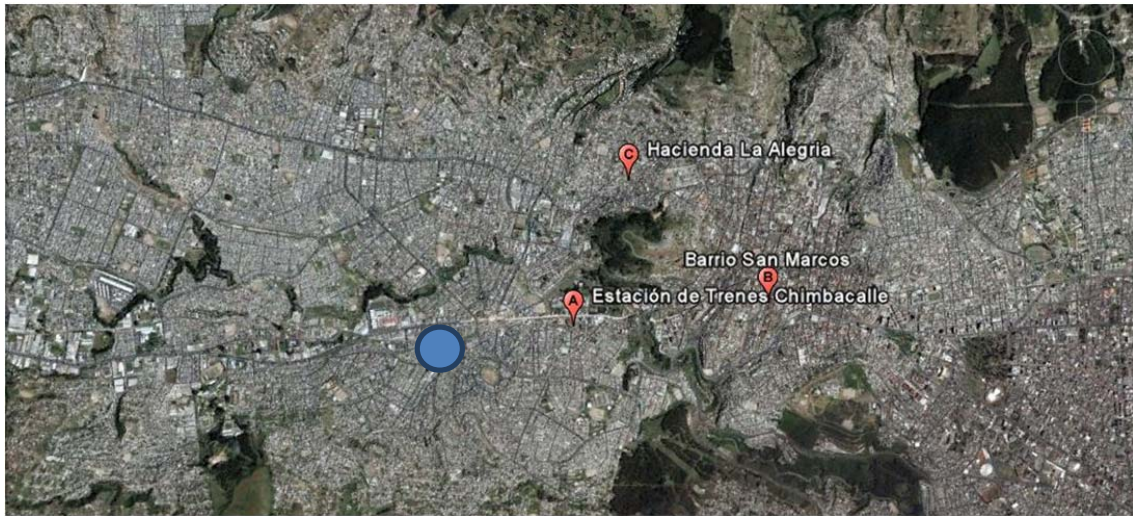 C Hacienda La Alegria
Barrio San Marcos
B
A Estación de Trenes Chimbacalle